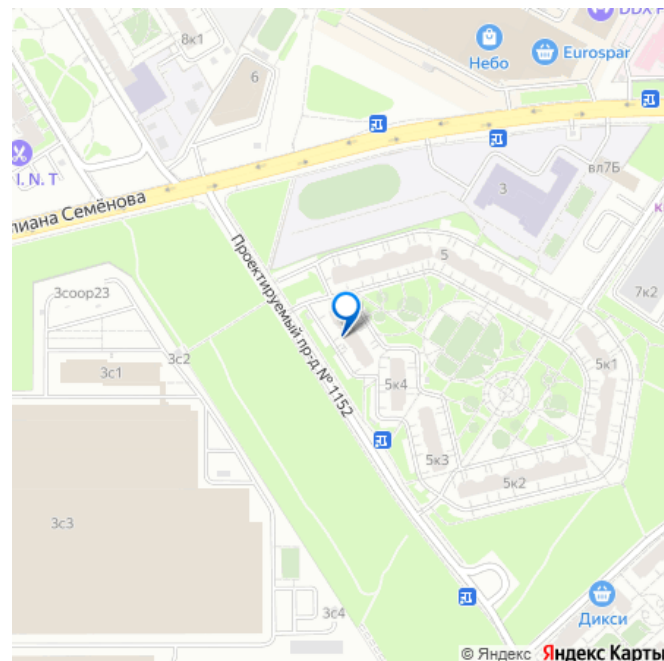 DDX F
8к1
Небо
Eurospar
6
I. N. T
вл7Б
3
лиана Семёнова
к
5
Проектируемый пр-д № 1152
3соор23
7к2
3с2
5к1
3с1
5к4
5к3
5к2
3с3
3с4
Дикси
© Яндекс Яндекс Карты